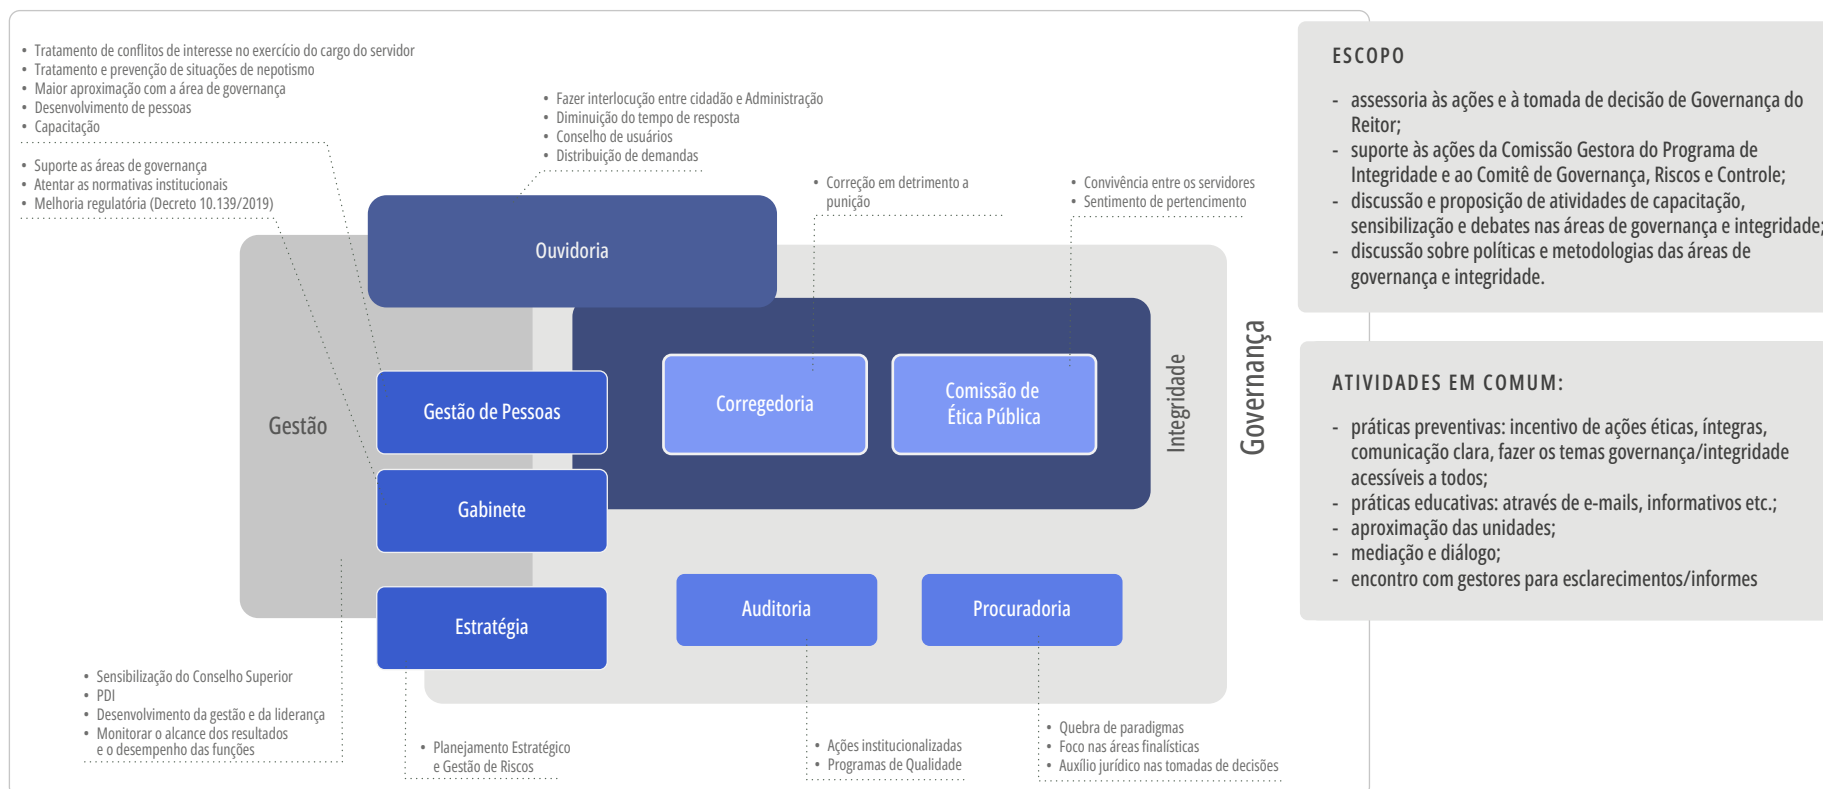 • Tratamento de conflitos de interesse no exercício do cargo do servidor
• Tratamento e prevenção de situações de nepotismo
• Maior aproximação com a área de governança
• Desenvolvimento de pessoas
• Capacitação
• Suporte as áreas de governança
• Atentar as normativas institucionais
• Melhoria regulatória (Decreto 10.139/2019)
• Fazer interlocução entre cidadão e Administração
• Diminuição do tempo de resposta
• Conselho de usuários
• Distribuição de demandas
• Correção em detrimento a
punição
• Convivência entre os servidores
• Sentimento de pertencimento
Ouvidoria
Gestão
Gestão de Pessoas
Gabinete
Estratégia
Corregedoria
Comissão de
Ética Pública
Integridade
Governança
Auditoria
Procuradoria
• Sensibilização do Conselho Superior
• PDI
• Desenvolvimento da gestão e da liderança
• Monitorar o alcance dos resultados
e o desempenho das funções
• Planejamento Estratégico
e Gestão de Riscos
• Ações institucionalizadas
• Programas de Qualidade
• Quebra de paradigmas
• Foco nas áreas finalísticas
• Auxílio jurídico nas tomadas de decisões
ESCOPO
- assessoria às ações e à tomada de decisão de Governança do
Reitor;
- suporte às ações da Comissão Gestora do Programa de
Integridade e ao Comitê de Governança, Riscos e Controle;
- discussão e proposição de atividades de capacitação,
sensibilização e debates nas áreas de governança e integridade;
- discussão sobre políticas e metodologias das áreas de
governança e integridade.
ATIVIDADES EM COMUM:
- práticas preventivas: incentivo de ações éticas, íntegras,
comunicação clara, fazer os temas governança/integridade
acessíveis a todos;
- práticas educativas: através de e-mails, informativos etc.;
- aproximação das unidades;
- mediação e diálogo;
- encontro com gestores para esclarecimentos/informes